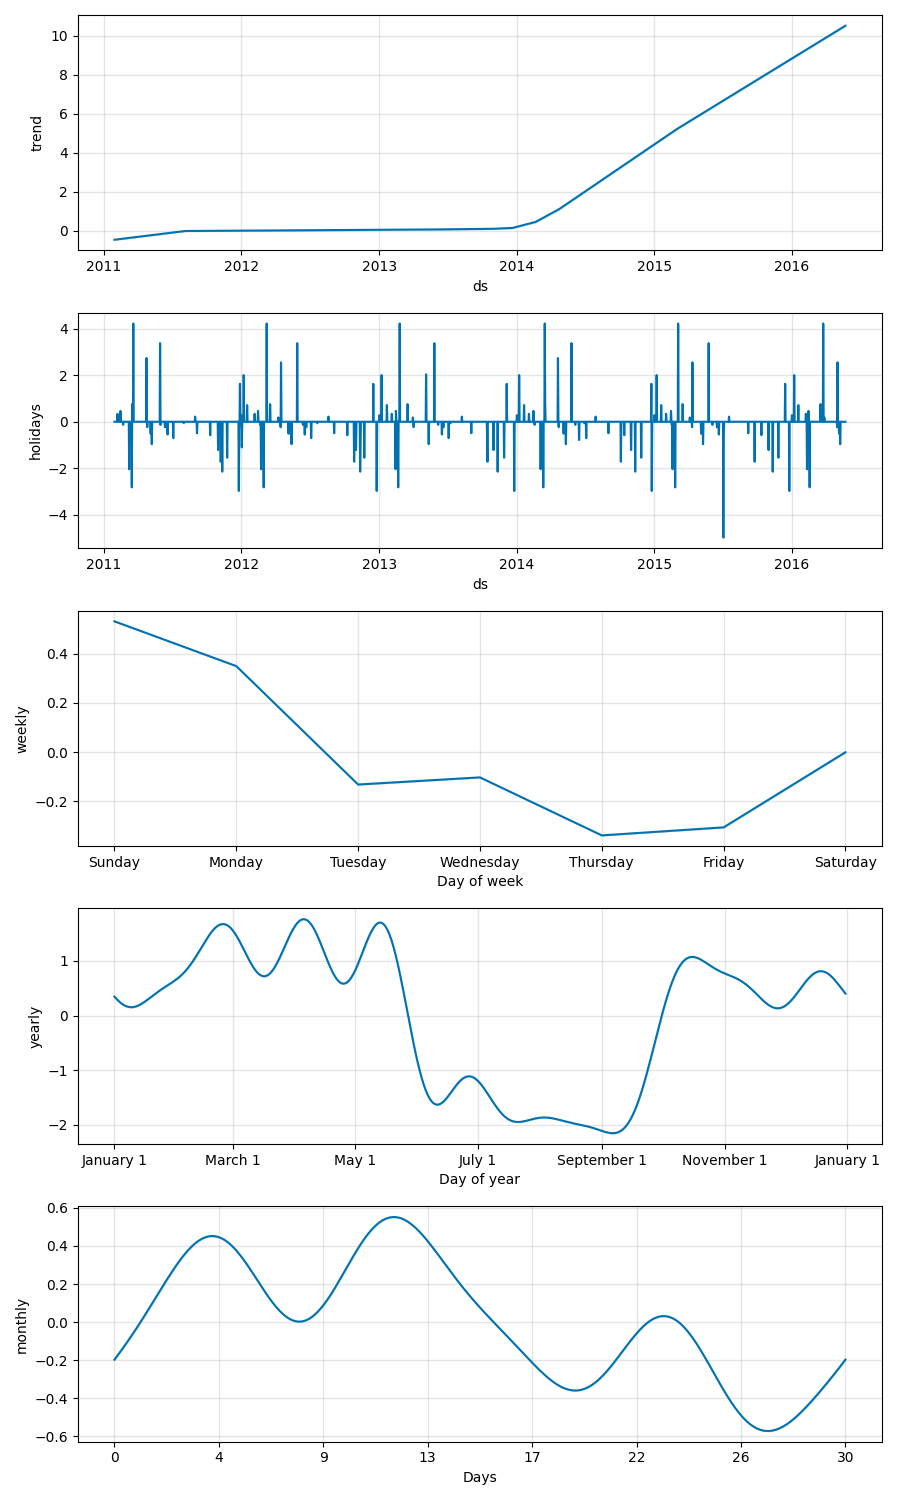 10
8
6
4
2
0
trend
2011 2012 2013 2014 2015 2016
ds
4
2
0
−2
−4
holidays
2011 2012 2013 2014 2015 2016
ds
0.4
0.2
0.0
−0.2
weekly
Sunday Monday Tuesday Wednesday Thursday Friday Saturday
Day of week
1
0
−1
−2
yearly
January 1 March 1 May 1 July 1 September 1 November 1 January 1
Day of year
0.6
0.4
0.2
0.0
−0.2
−0.4
−0.6
monthly
0 4 9 13 17 22 26 30
Days